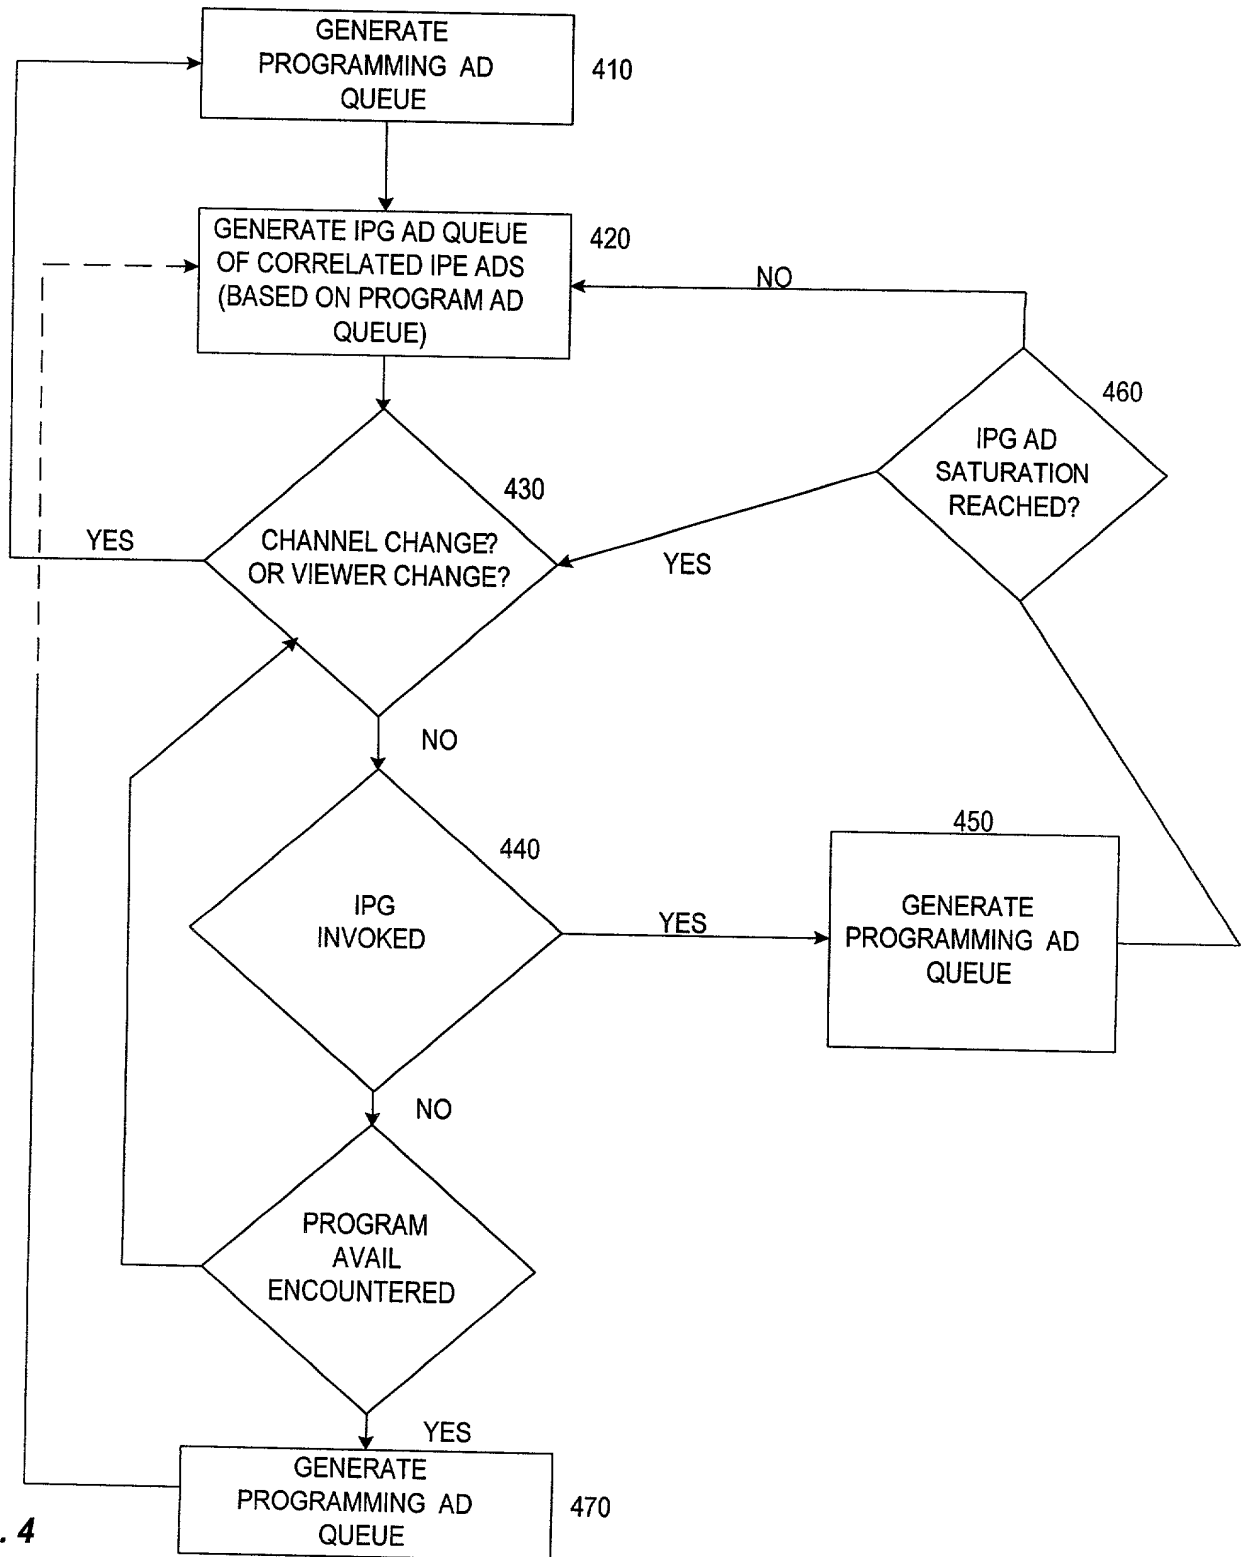 GENERATE
PROGRAMMING AD
QUEUE
410
GENERATE IPG AD QUEUE
OF CORRELATED IPE ADS
(BASED ON PROGRAM AD
QUEUE)
420
NO
460
IPG AD
SATURATION
REACHED?
430
YES
CHANNEL CHANGE?
OR VIEWER CHANGE?
YES
NO
440
IPG
INVOKED
YES
450
GENERATE
PROGRAMMING AD
QUEUE
NO
PROGRAM
AVAIL
ENCOUNTERED
YES
GENERATE
PROGRAMMING AD
QUEUE
470
. 4